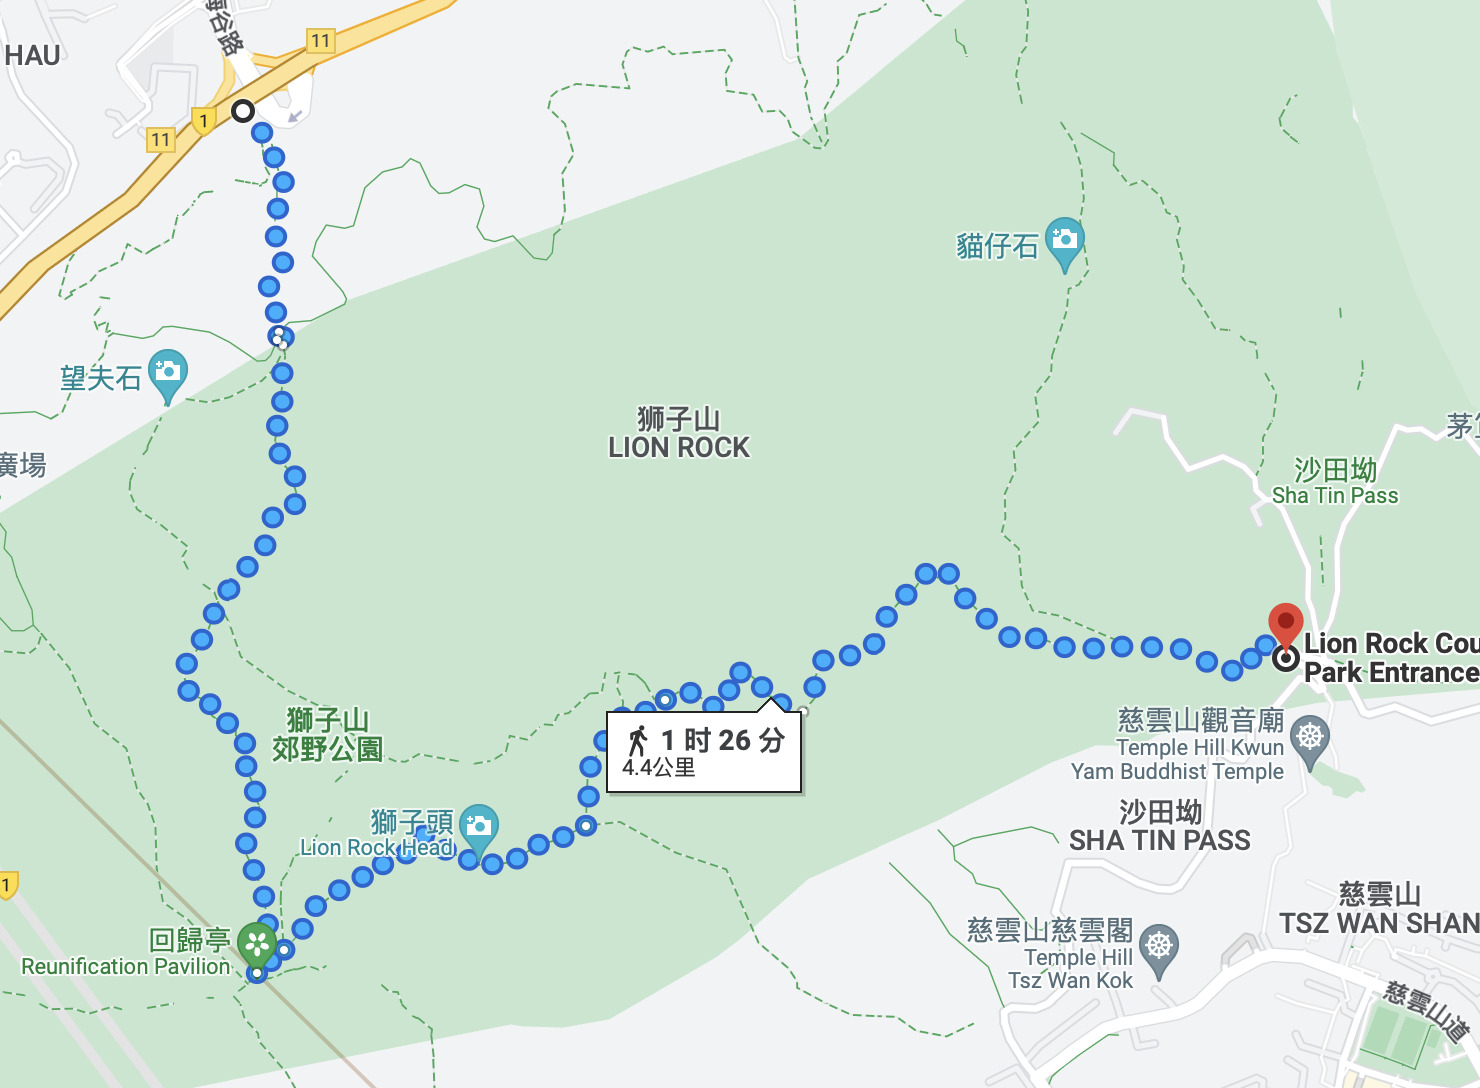 HAU
11
1
11
貓仔石
望夫石
狮子山
LION ROCK
廣場
沙田坳
Sha Tin Pass
Lion Rock Cou
Park Entrance
獅子山
郊野公園
1 时 26 分
4.4公里
慈雲山觀音廟
Temple Hill Kwun
Yam Buddhist Temple
獅子頭
Lion Rock Head
沙田坳
SHA TIN PASS
1
慈雲山
TSZ WAN SHAN
回歸亭
Reunification Pavilion
慈雲山慈雲閣
Temple Hill
Tsz Wan Kok
慈雲山道